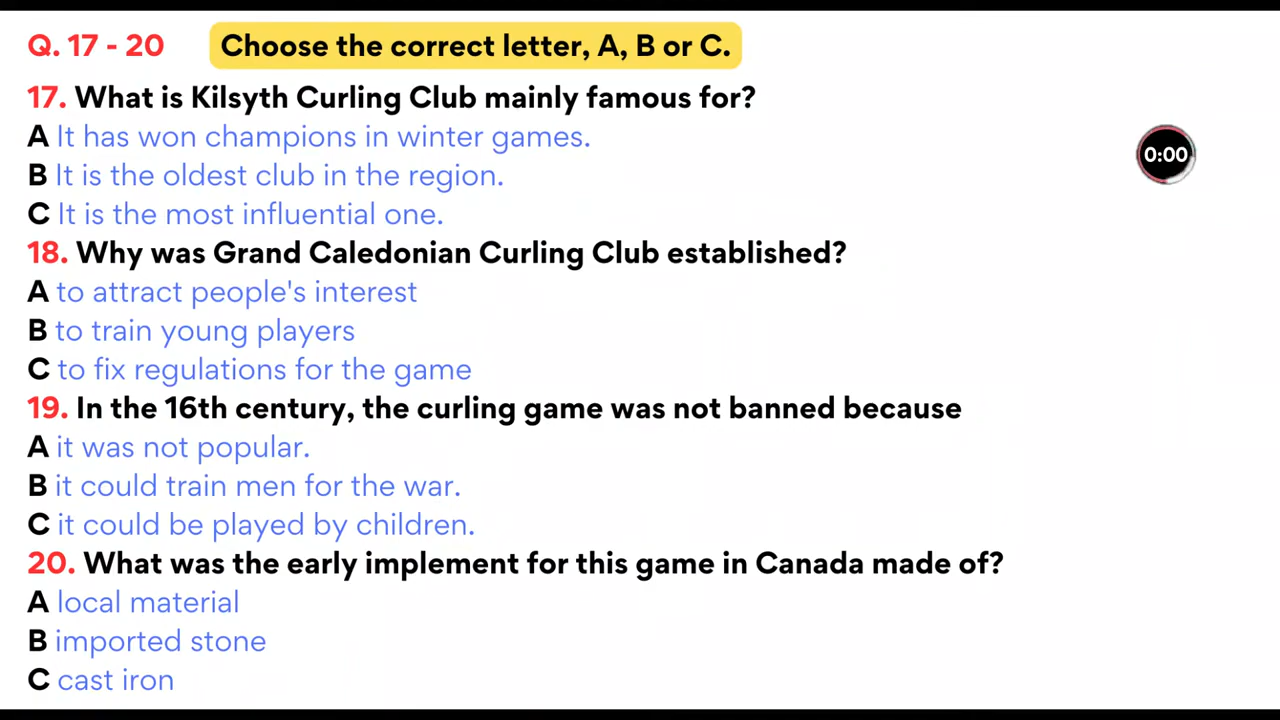 Q. 17 - 20 Choose the correct letter, A, B or C.
17. What is Kilsyth Curling Club mainly famous for?
A It has won champions in winter games.
B It is the oldest club in the region.
C It is the most influential one.
0:00
18. Why was Grand Caledonian Curling Club established?
A to attract people's interest
B to train young players
C to fix regulations for the game
19. In the 16th century, the curling game was not banned because
A it was not popular.
B it could train men for the war.
C it could be played by children.
20. What was the early implement for this game in Canada made of?
A local material
B imported stone
C cast iron